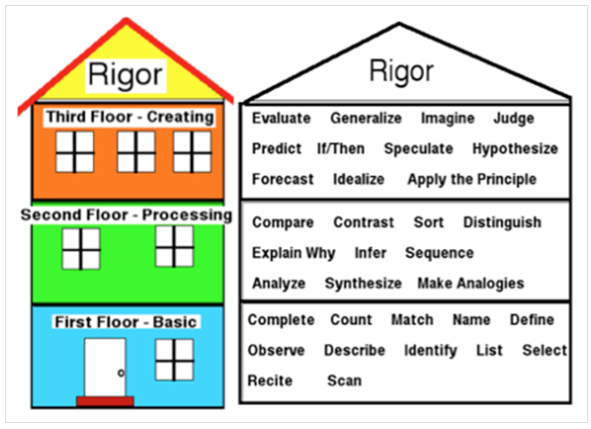 Rigor
Third Floor - Creating
Second Floor - Processing
First Floor - Basic
Rigor
Evaluate Generalize Imagine Judge
Predict If/Then Speculate Hypothesize
Forecast Idealize Apply the Principle
Compare Contrast Sort Distinguish
Explain Why Infer Sequence
Analyze Synthesize Make Analogies
Complete Count Match Name Define
Observe Describe Identify List Select
Recite Scan